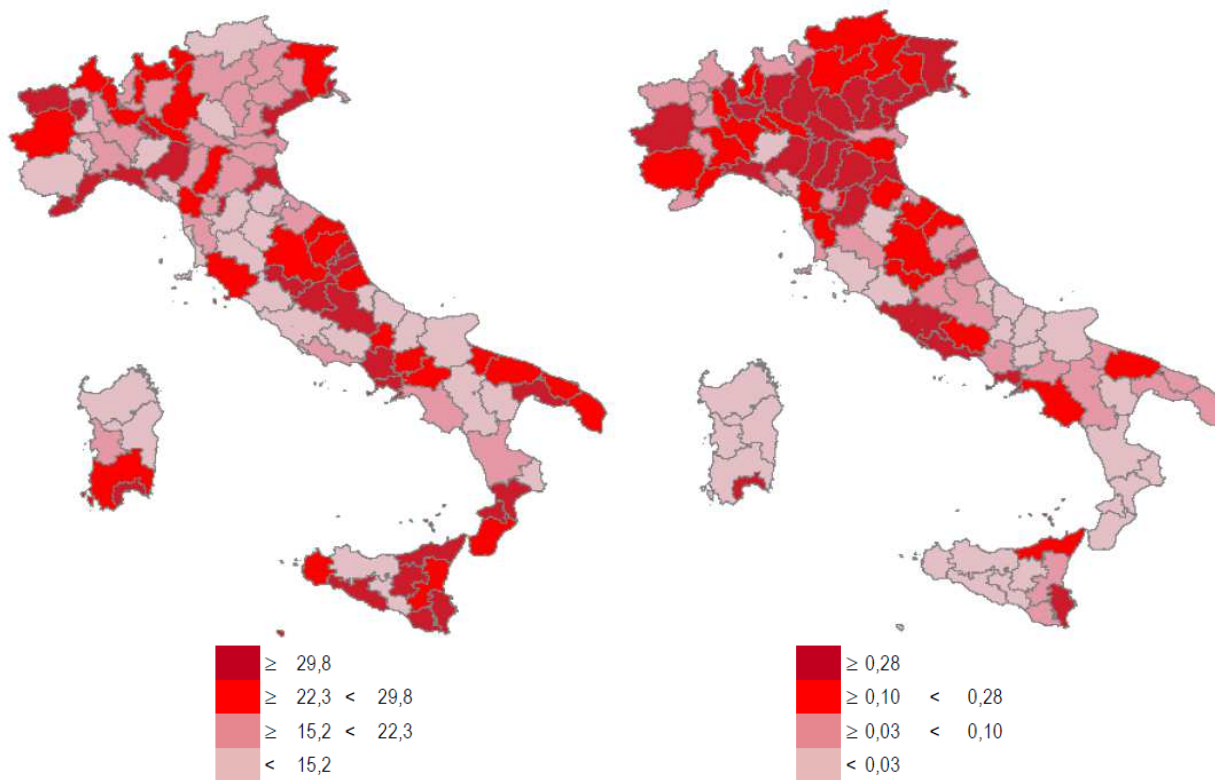 ≥ 29,8
≥ 22,3 < 29,8
≥ 15,2 < 22,3
< 15,2
≥ 0,28
≥ 0,10 < 0,28
≥ 0,03 < 0,10
< 0,03